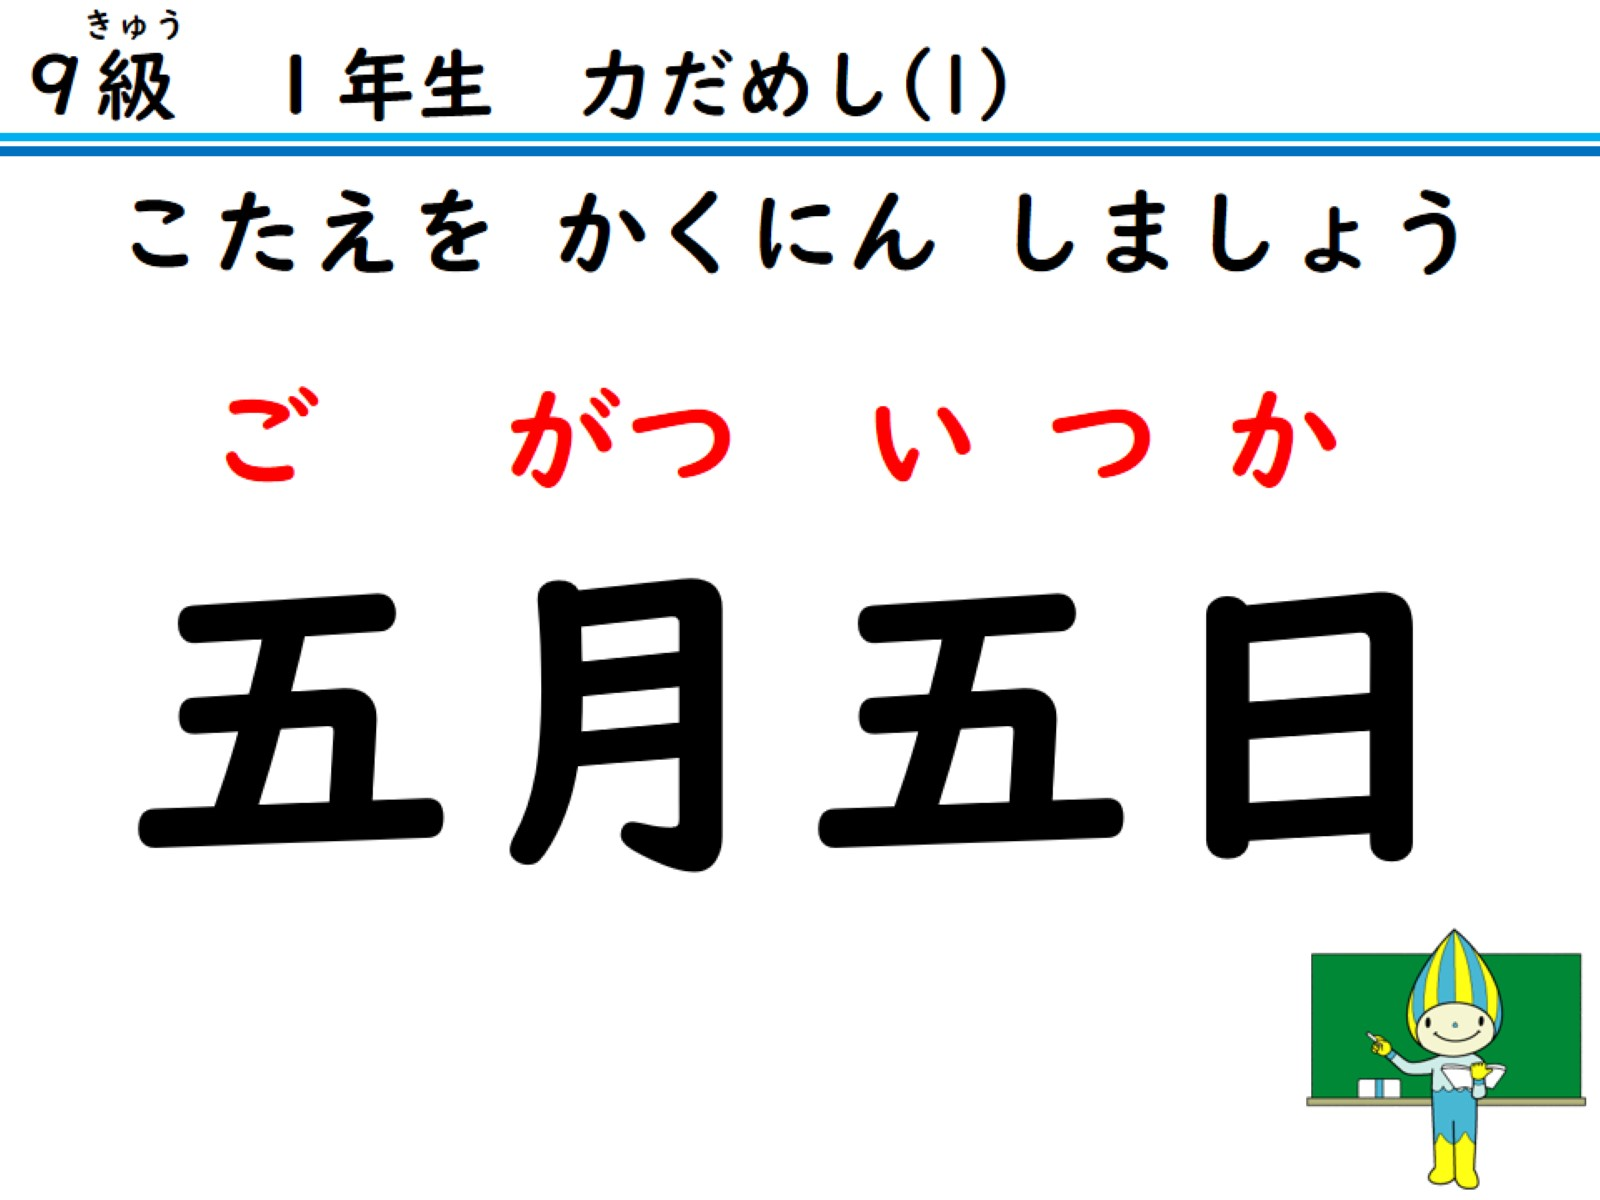 きゅう
9級　1年生　力だめし(1)
こたえを かくにん しましょう
ご がつ い つ か
五月五日